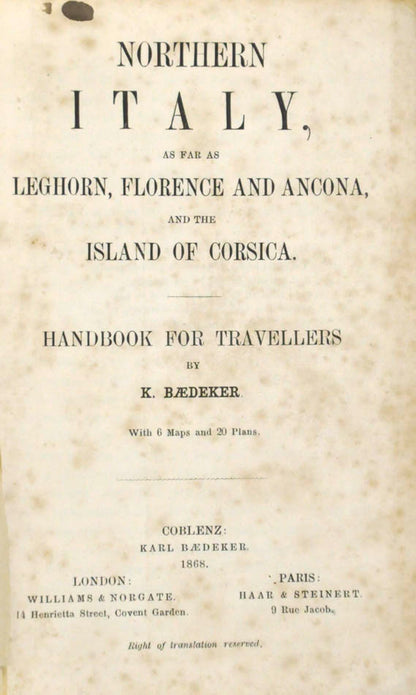 NORTHERN
ITALY,
AS FAR AS
LEGHORN, FLORENCE AND ANCONA,
AND THE
ISLAND OF CORSICA.
HANDBOOK FOR TRAVELLERS
BY
K. BÆDEKER.
With 6 Maps and 20 Plans.
COBLENZ:
KARL BÆDEKER.
1868.
LONDON:
WILLIAMS & NORGATE.
14 Henrietta Street, Covent Garden.
PARIS:
HAAR & STEINERT.
9 Rue Jacob.
Right of translation reserved.